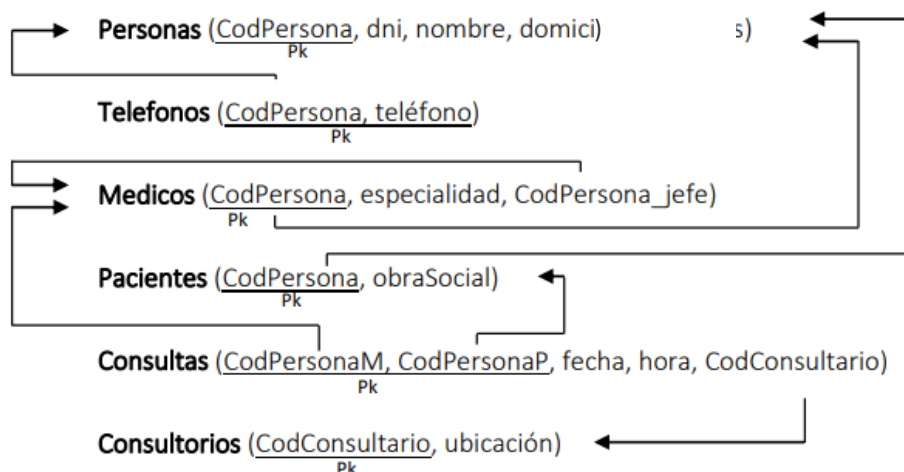 Personas (CodPersona, dni, nombre, domici) s)
Pk
Telefonos (CodPersona, teléfono)
Pk
Medicos (CodPersona, especialidad, CodPersona_jefe)
Pk
Pacientes (CodPersona, obraSocial)
Pk
Consultas (CodPersonaM, CodPersonaP, fecha, hora, CodConsultario)
Pk
Consultorios (CodConsultario, ubicación)
Pk